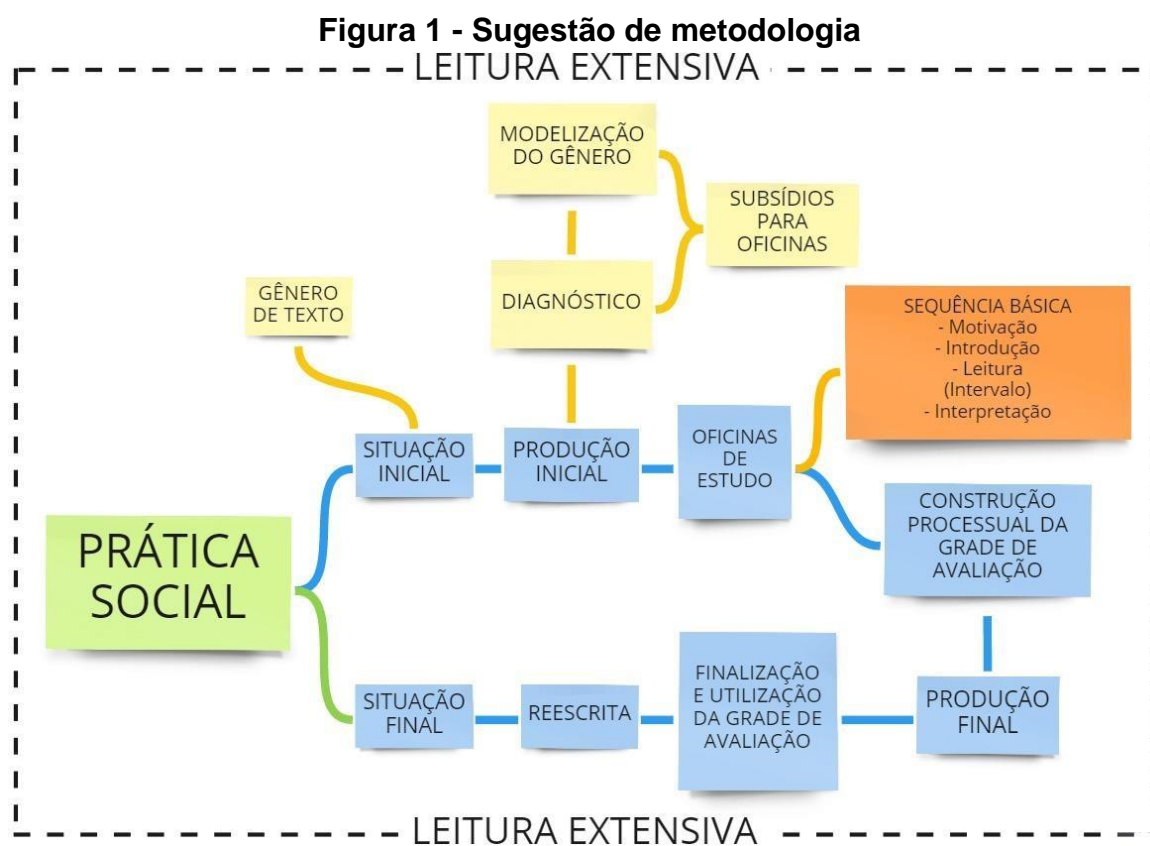 Figura 1 - Sugestão de metodologia
LEITURA EXTENSIVA
MODELIZAÇÃO
DO GÊNERO
SUBSÍDIOS
PARA
OFICINAS
DIAGNÓSTICO
GÊNERO
DE TEXTO
SEQUÊNCIA BÁSICA
- Motivação
- Introdução
- Leitura
(Intervalo)
- Interpretação
SITUAÇÃO
INICIAL
PRODUÇÃO
INICIAL
OFICINAS
DE
ESTUDO
CONSTRUÇÃO
PROCESSUAL DA
GRADE DE
AVALIAÇÃO
PRÁTICA
SOCIAL
SITUAÇÃO
FINAL
REESCRITA
FINALIZAÇÃO
E UTILIZAÇÃO
DA GRADE DE
AVALIAÇÃO
PRODUÇÃO
FINAL
LEITURA EXTENSIVA